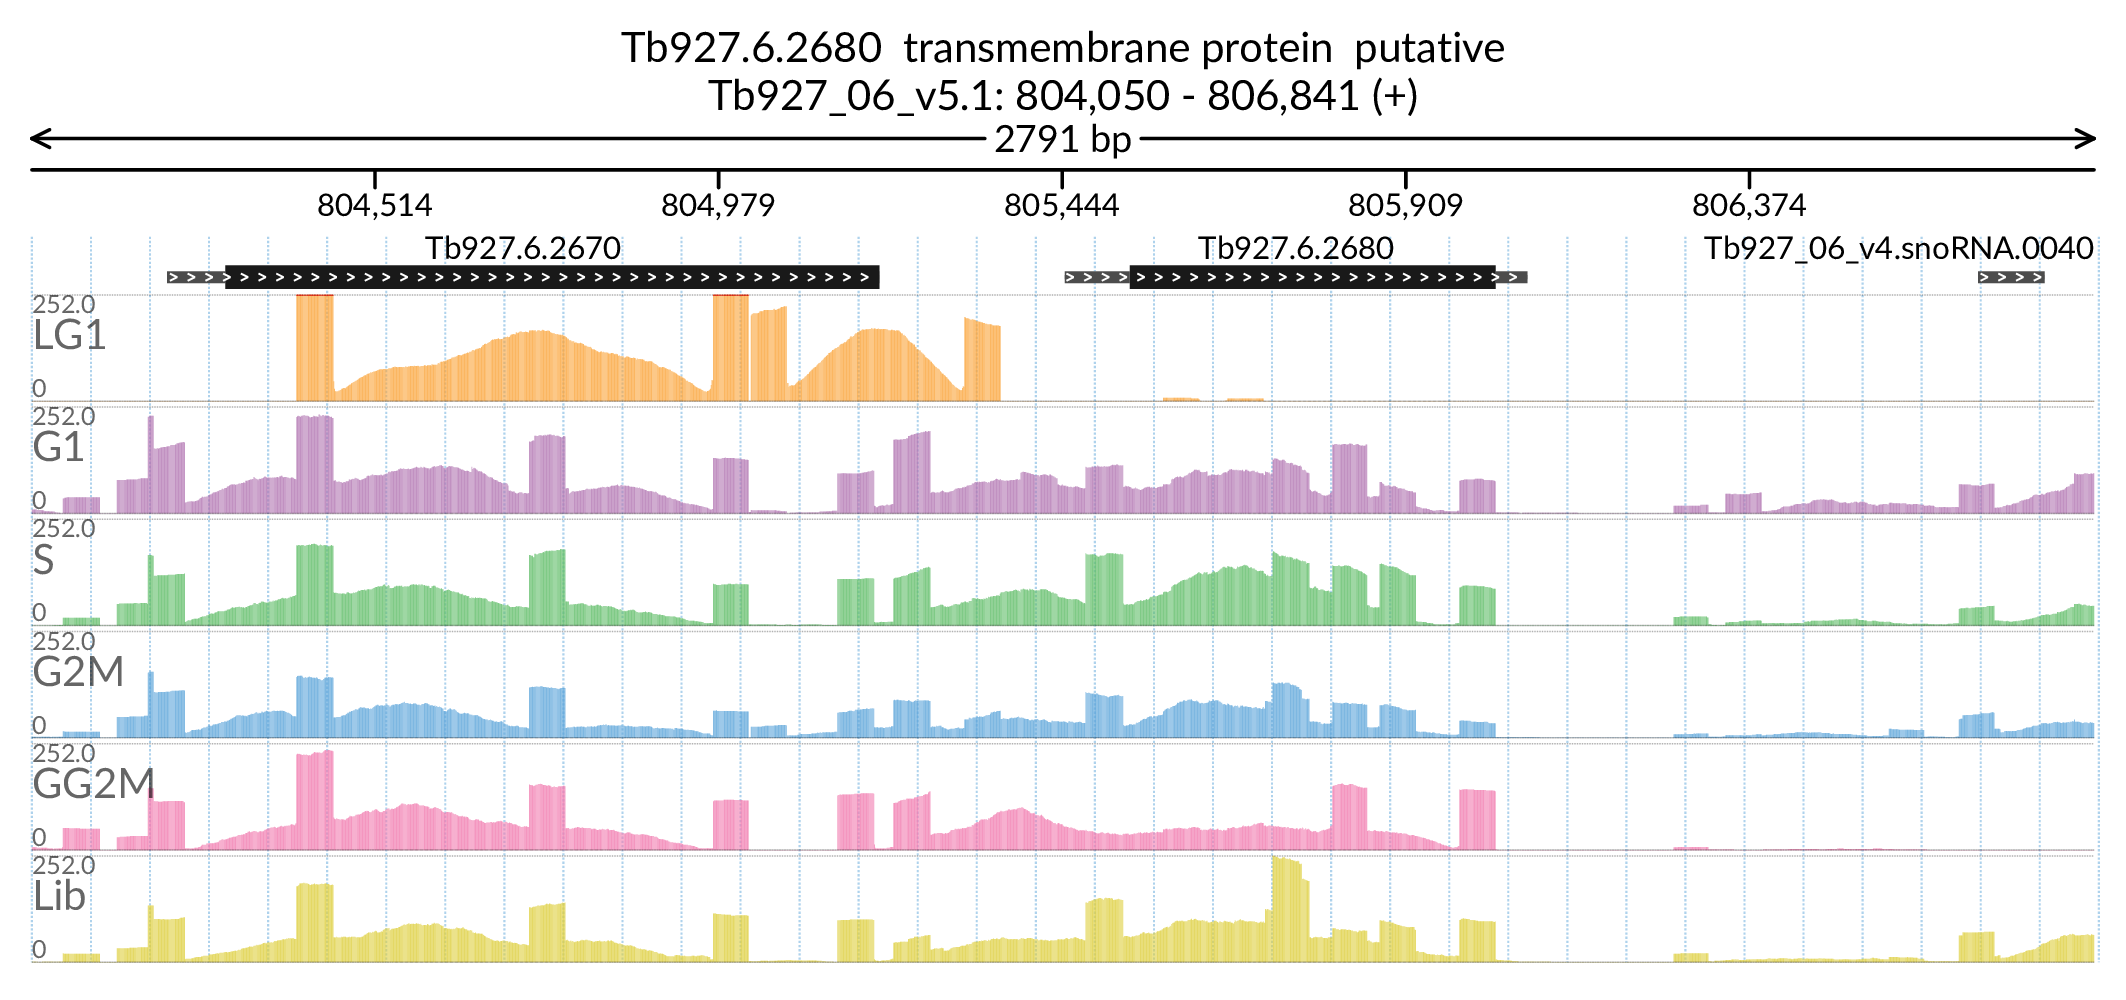 Tb927.6.2680  transmembrane protein  putative
Tb927_06_v5.1: 804,050 - 806,841 (+)
2791 bp
804,514 804,979 805,444 805,909 806,374
Tb927.6.2670 Tb927.6.2680 Tb927_06_v4.snoRNA.0040
252.0
LG1
0
252.0
G1
0
252.0
S
0
252.0
G2M
0
252.0
GG2M
0
252.0
Lib
0